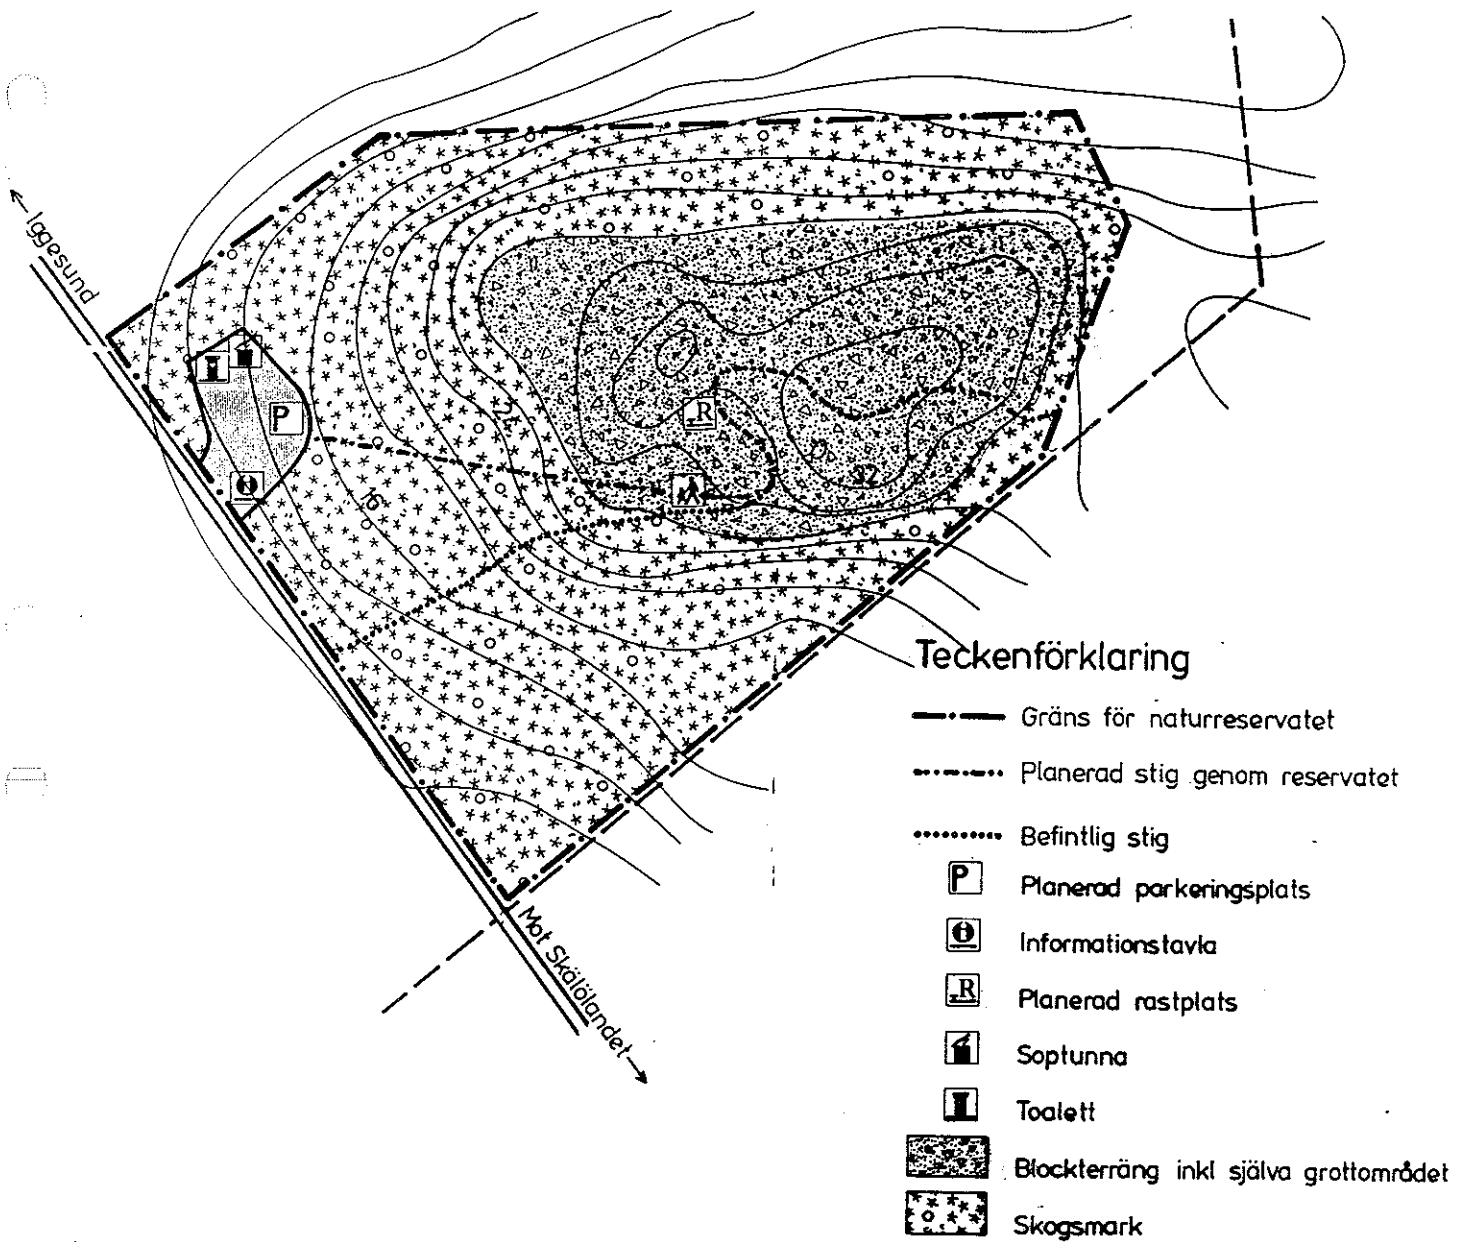 ← Iggesund
P
24
16
R
32
Mot Skälölandet →
Teckenförklaring
Gräns för naturreservatet
Planerad stig genom reservatet
Befintlig stig
P Planerad parkeringsplats
i Informationstavla
R Planerad rastplats
Soptunna
Toalett
Blockterräng inkl själva grottområdet
Skogsmark